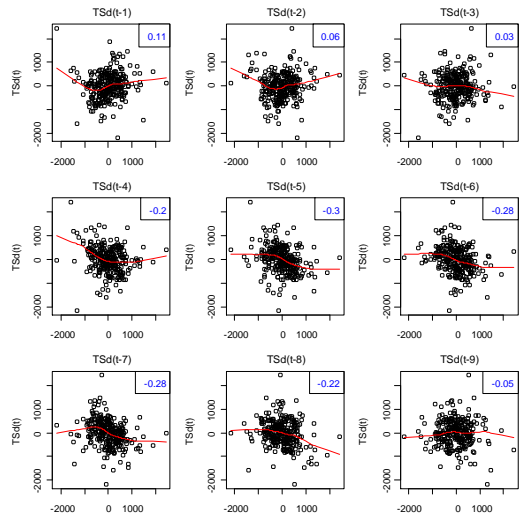 TSd(t-1) TSd(t-2) TSd(t-3)
0.11 0.06 0.03
TSd(t) TSd(t) TSd(t)
1000 1000 1000
0 0 0
-2000 -2000 -2000
-2000 0 1000 -2000 0 1000 -2000 0 1000
TSd(t-4) TSd(t-5) TSd(t-6)
-0.2 -0.3 -0.28
TSd(t) TSd(t) TSd(t)
1000 1000 1000
0 0 0
-2000 -2000 -2000
-2000 0 1000 -2000 0 1000 -2000 0 1000
TSd(t-7) TSd(t-8) TSd(t-9)
-0.28 -0.22 -0.05
TSd(t) TSd(t) TSd(t)
1000 1000 1000
0 0 0
-2000 -2000 -2000
-2000 0 1000 -2000 0 1000 -2000 0 1000